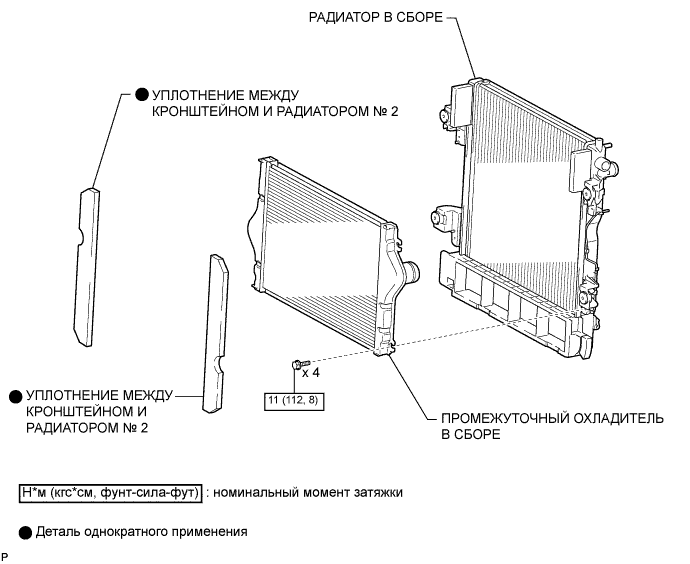 РАДИАТОР В СБОРЕ
УПЛОТНЕНИЕ МЕЖДУ
КРОНШТЕЙНОМ И РАДИАТОРОМ № 2
x 4
11 (112, 8)
УПЛОТНЕНИЕ МЕЖДУ
КРОНШТЕЙНОМ И
РАДИАТОРОМ № 2
ПРОМЕЖУТОЧНЫЙ ОХЛАДИТЕЛЬ
В СБОРЕ
Н*м (кгс*см, фунт-сила-фут) : номинальный момент затяжки
Деталь однократного применения
P